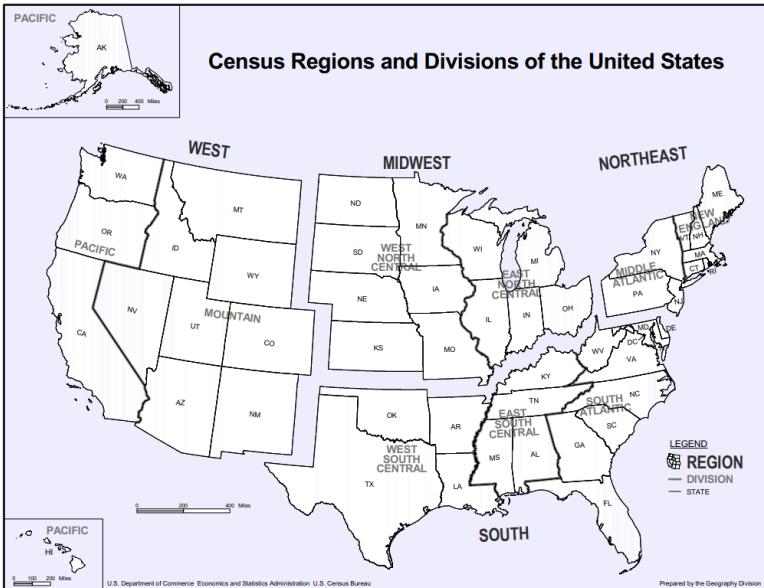 PACIFIC
AK
0 200 400 Miles
Census Regions and Divisions of the United States
WEST
MIDWEST
NORTHEAST
WA
MT
OR
ID
PACIFIC
WY
NV
UT
MOUNTAIN
CO
CA
AZ
NM
ND
MN
SD
WEST
NORTH
CENTRAL
NE
IA
KS
MO
WI
MI
EAST
NORTH
CENTRAL
IL
IN
OH
ME
NEW
ENGLAND
VT
NH
NY
MA
CT
RI
MIDDLE
ATLANTIC
PA
NJ
MD
DE
DC
WV
VA
KY
TN
NC
SOUTH
ATLANTIC
EAST
SOUTH
CENTRAL
SC
MS
AL
GA
FL
OK
AR
WEST
SOUTH
CENTRAL
TX
LA
SOUTH
LEGEND
REGION
DIVISION
STATE
0 200 400 Miles
PACIFIC
HI
0 100 200 Miles
U.S. Department of Commerce Economics and Statistics Administration U.S. Census Bureau
Prepared by the Geography Division